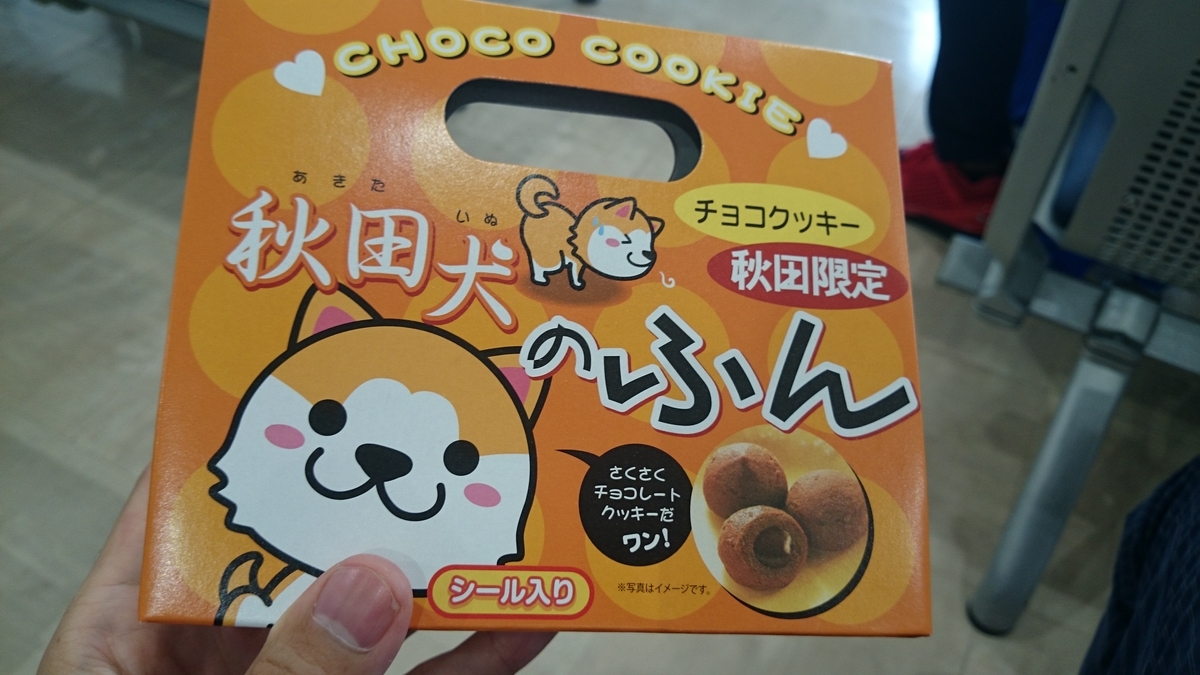 CHOCO COOKIE
あきた
いぬ
秋田犬
のふん
チョコクッキー
秋田限定
さくさく
チョコレート
クッキーだ
ワン!
シール入り
※写真はイメージです。